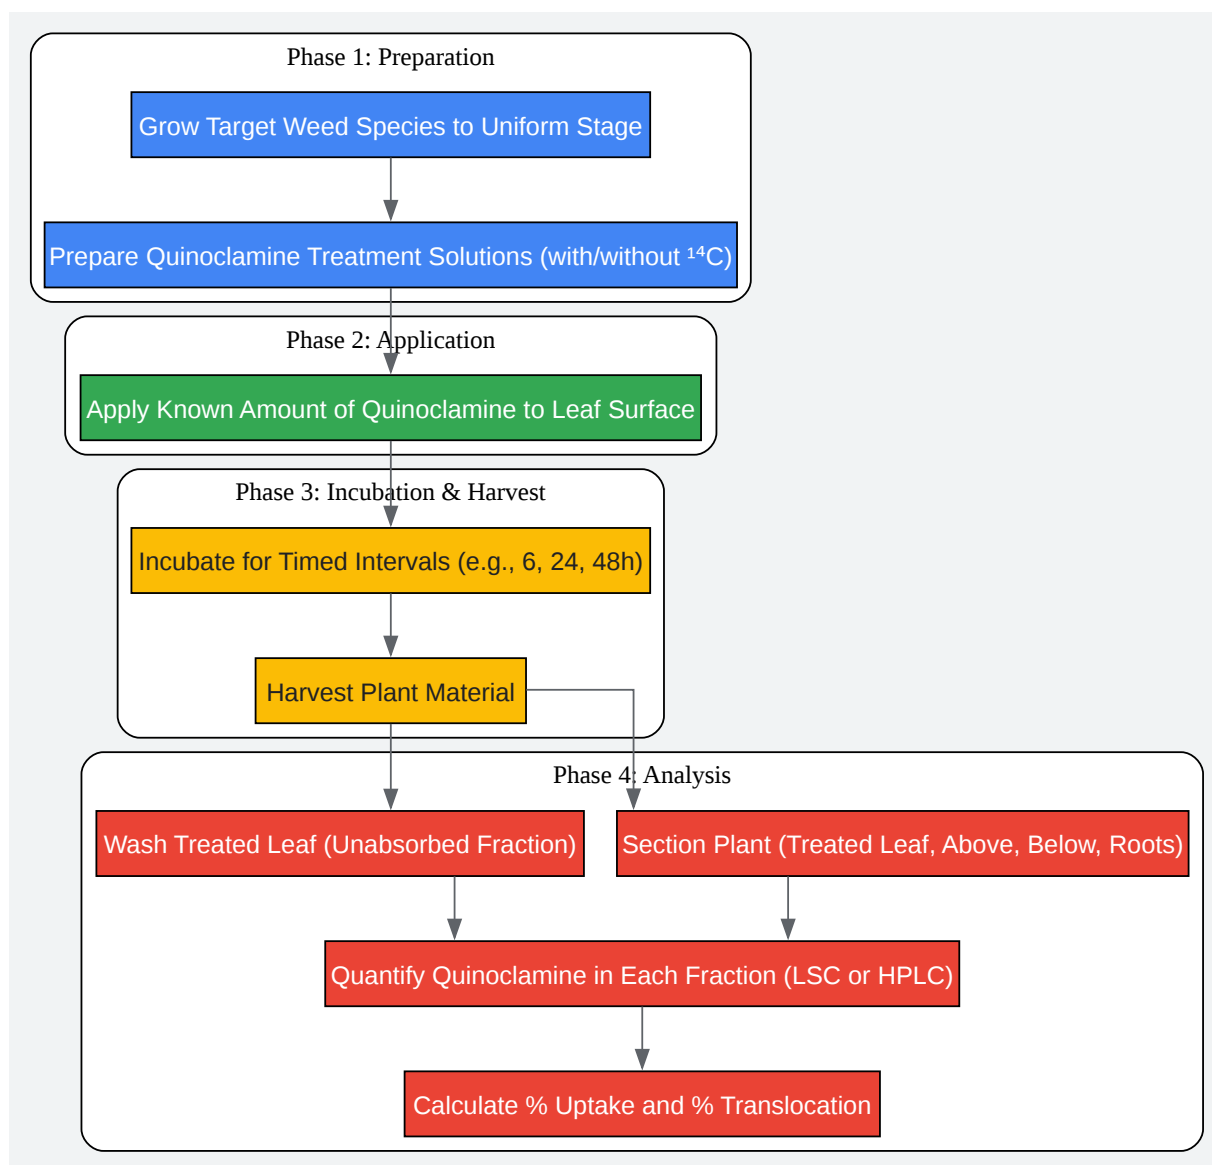 Phase 1: Preparation
Grow Target Weed Species to Uniform Stage
Prepare Quinoclamine Treatment Solutions (with/without ¹⁴C)
Phase 2: Application
Apply Known Amount of Quinoclamine to Leaf Surface
Phase 3: Incubation & Harvest
Incubate for Timed Intervals (e.g., 6, 24, 48h)
Harvest Plant Material
Phase 4: Analysis
Wash Treated Leaf (Unabsorbed Fraction)
Section Plant (Treated Leaf, Above, Below, Roots)
Quantify Quinoclamine in Each Fraction (LSC or HPLC)
Calculate % Uptake and % Translocation